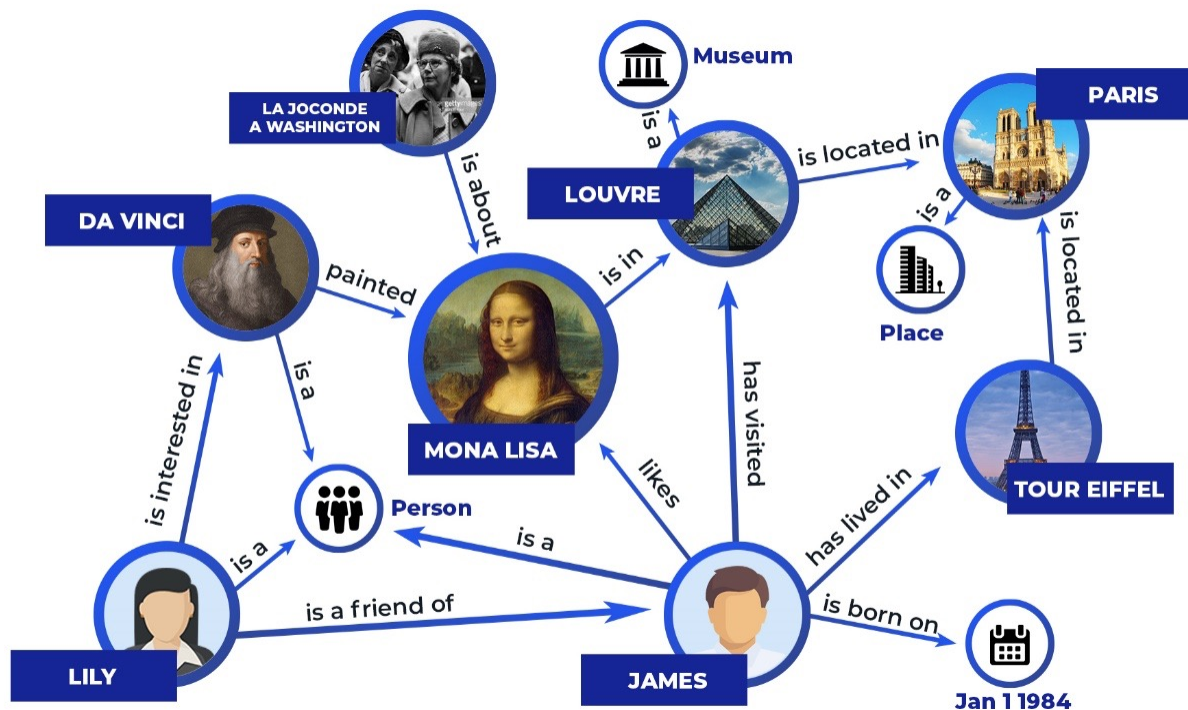 LA JOCONDE
A WASHINGTON
gettyimages
Museum
PARIS
is a
is located in
LOUVRE
is about
DA VINCI
is a
is located in
painted
is in
Place
is a
has visited
is interested in
MONA LISA
likes
TOUR EIFFEL
Person
has lived in
is a
is a
is a friend of
is born on
LILY
JAMES
Jan 1 1984